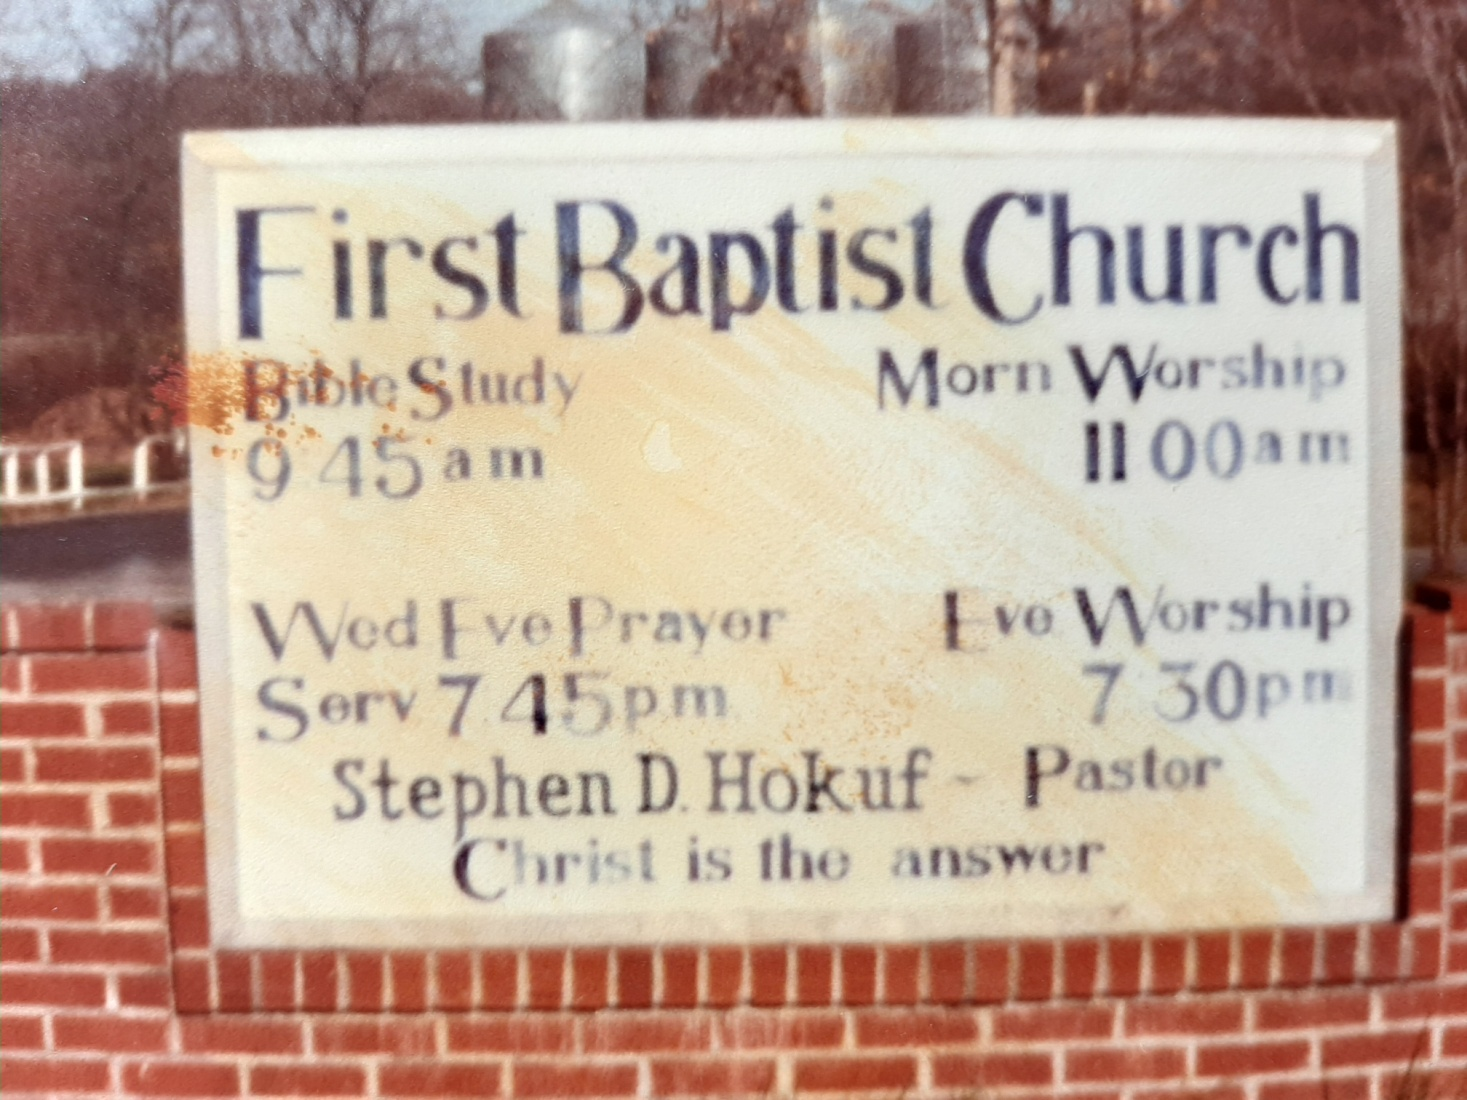 First Baptist Church
Bible Study Morn Worship
9 45 am 11 00 am
Wed Eve Prayer Eve Worship
Serv 7.45 pm 7 30 pm
Stephen D. Hokuf - Pastor
Christ is the answer